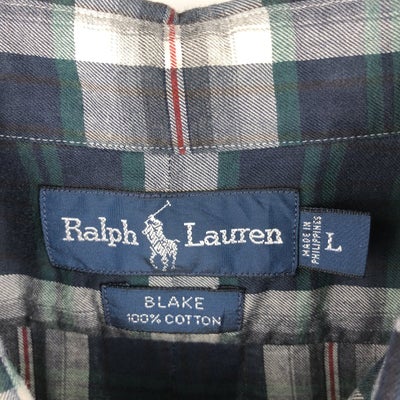 Ralph Lauren
MADE IN
PHILIPPINES
L
BLAKE
100% COTTON